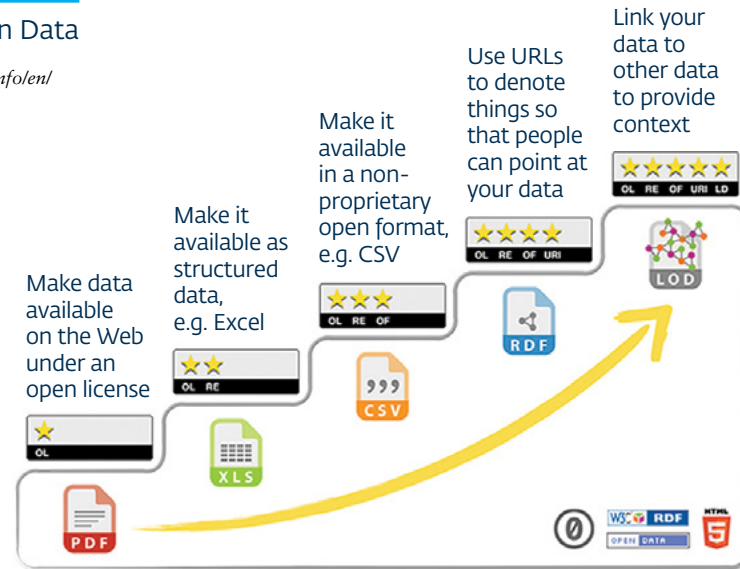 n Data
nfo/en/
Make data
available
on the Web
under an
open license
OL
PDF
Make it
available as
structured
data,
e.g. Excel
OL RE
XLS
Make it
available
in a non-
proprietary
open format,
e.g. CSV
OL RE OF
,,,
CSV
Use URLs
to denote
things so
that people
can point at
your data
OL RE OF URI
RDF
Link your
data to
other data
to provide
context
OL RE OF URI LD
LOD
0
W3C RDF
OPEN DATA
HTML
5